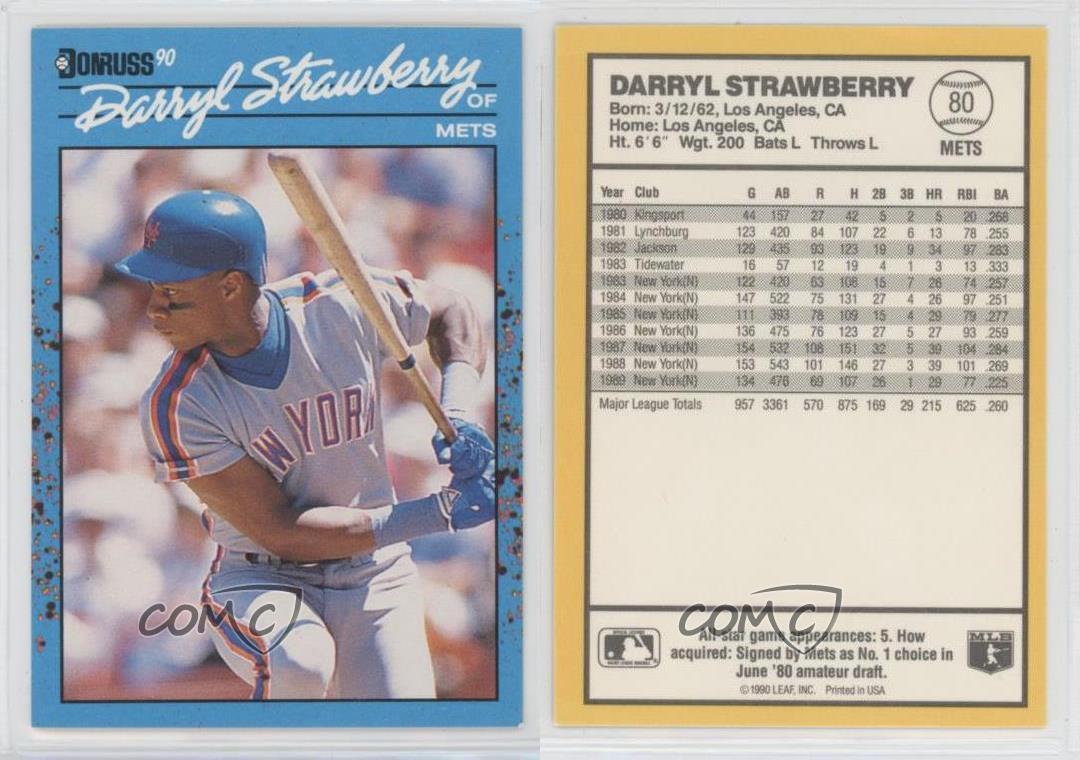 DONRUSS 90
Darryl Strawberry
OF
METS
NEW YORK
COMC
DARRYL STRAWBERRY
80
METS
Born: 3/12/62, Los Angeles, CA
Home: Los Angeles, CA
Ht. 6'6" Wgt. 200 Bats L Throws L
Year Club G AB R H 2B 3B HR RBI BA
1980 Kingsport 44 157 27 42 5 2 5 20 .268
1981 Lynchburg 123 420 84 107 22 6 13 78 .255
1982 Jackson 129 435 93 123 19 9 34 97 .283
1983 Tidewater 16 57 12 19 4 1 3 13 .333
1983 New York(N) 122 420 63 108 15 7 26 74 .257
1984 New York(N) 147 522 75 131 27 4 26 97 .251
1985 New York(N) 111 393 78 109 15 4 29 79 .277
1986 New York(N) 136 475 76 123 27 5 27 93 .259
1987 New York(N) 154 532 108 151 32 5 39 104 .284
1988 New York(N) 153 543 101 146 27 3 39 101 .269
1989 New York(N) 134 476 69 107 26 1 29 77 .225
Major League Totals 957 3361 570 875 169 29 215 625 .260
COMC
All-star game appearances: 5. How
acquired: Signed by Mets as No. 1 choice in
June '80 amateur draft.
© 1990 LEAF, INC. Printed in USA
MLB